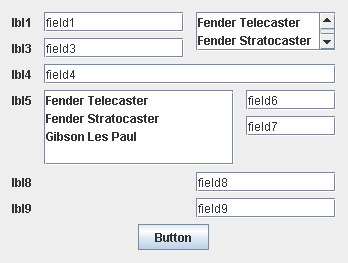 lbl1 field1 Fender Telecaster
Fender Stratocaster
lbl3 field3
lbl4 field4
lbl5 Fender Telecaster field6
Fender Stratocaster
field7
Gibson Les Paul
lbl8 field8
lbl9 field9
Button